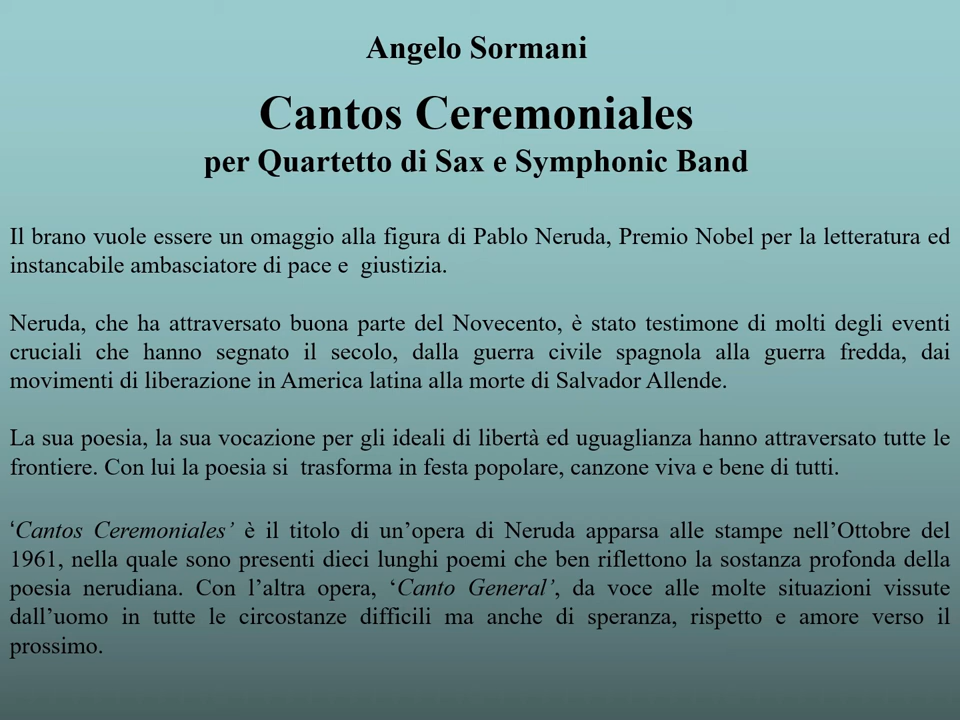 Angelo Sormani
Cantos Ceremoniales
per Quartetto di Sax e Symphonic Band
Il brano vuole essere un omaggio alla figura di Pablo Neruda, Premio Nobel per la letteratura ed
instancabile ambasciatore di pace e giustizia.
Neruda, che ha attraversato buona parte del Novecento, è stato testimone di molti degli eventi
cruciali che hanno segnato il secolo, dalla guerra civile spagnola alla guerra fredda, dai
movimenti di liberazione in America latina alla morte di Salvador Allende.
La sua poesia, la sua vocazione per gli ideali di libertà ed uguaglianza hanno attraversato tutte le
frontiere. Con lui la poesia si trasforma in festa popolare, canzone viva e bene di tutti.
‘Cantos Ceremoniales’ è il titolo di un’opera di Neruda apparsa alle stampe nell’Ottobre del
1961, nella quale sono presenti dieci lunghi poemi che ben riflettono la sostanza profonda della
poesia nerudiana. Con l’altra opera, ‘Canto General’, da voce alle molte situazioni vissute
dall’uomo in tutte le circostanze difficili ma anche di speranza, rispetto e amore verso il
prossimo.